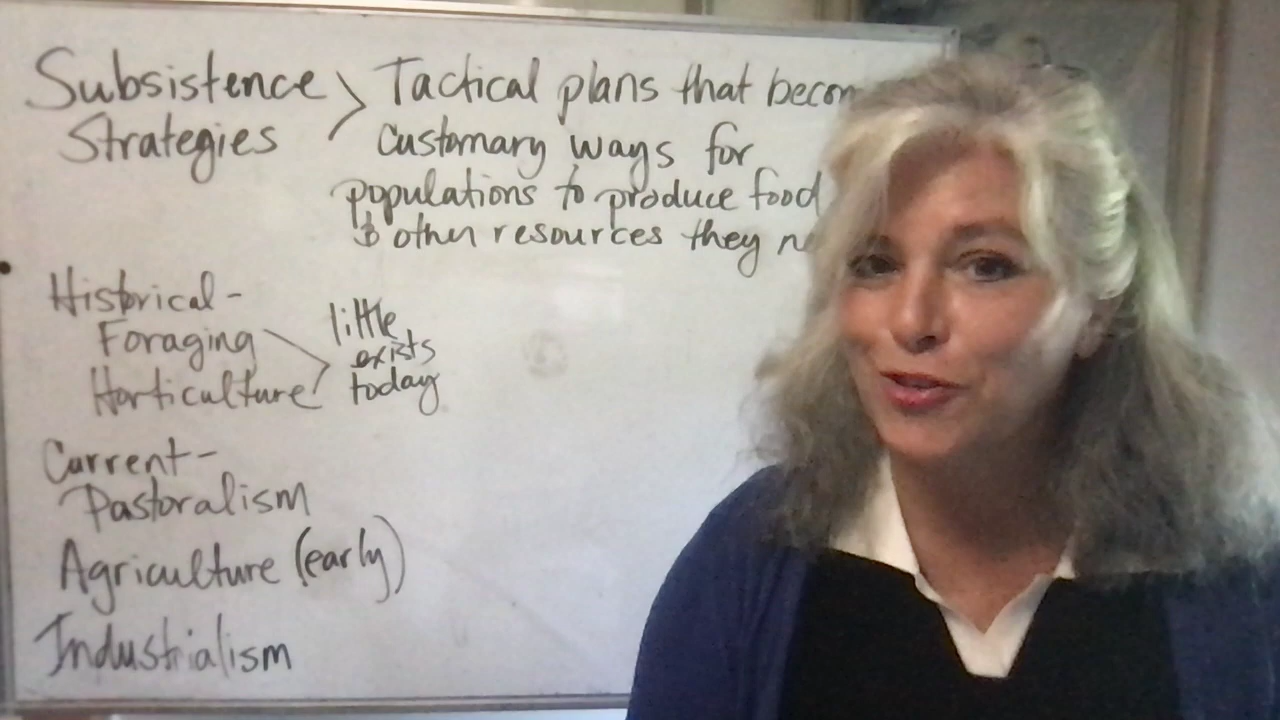 Subsistence > Tactical plans that
Strategies customary ways for
populations to produce food
& other resources they
Historical -
Foraging
Horticulture
little
exists
today
Current -
Pastoralism
Agriculture (early)
Industrialism